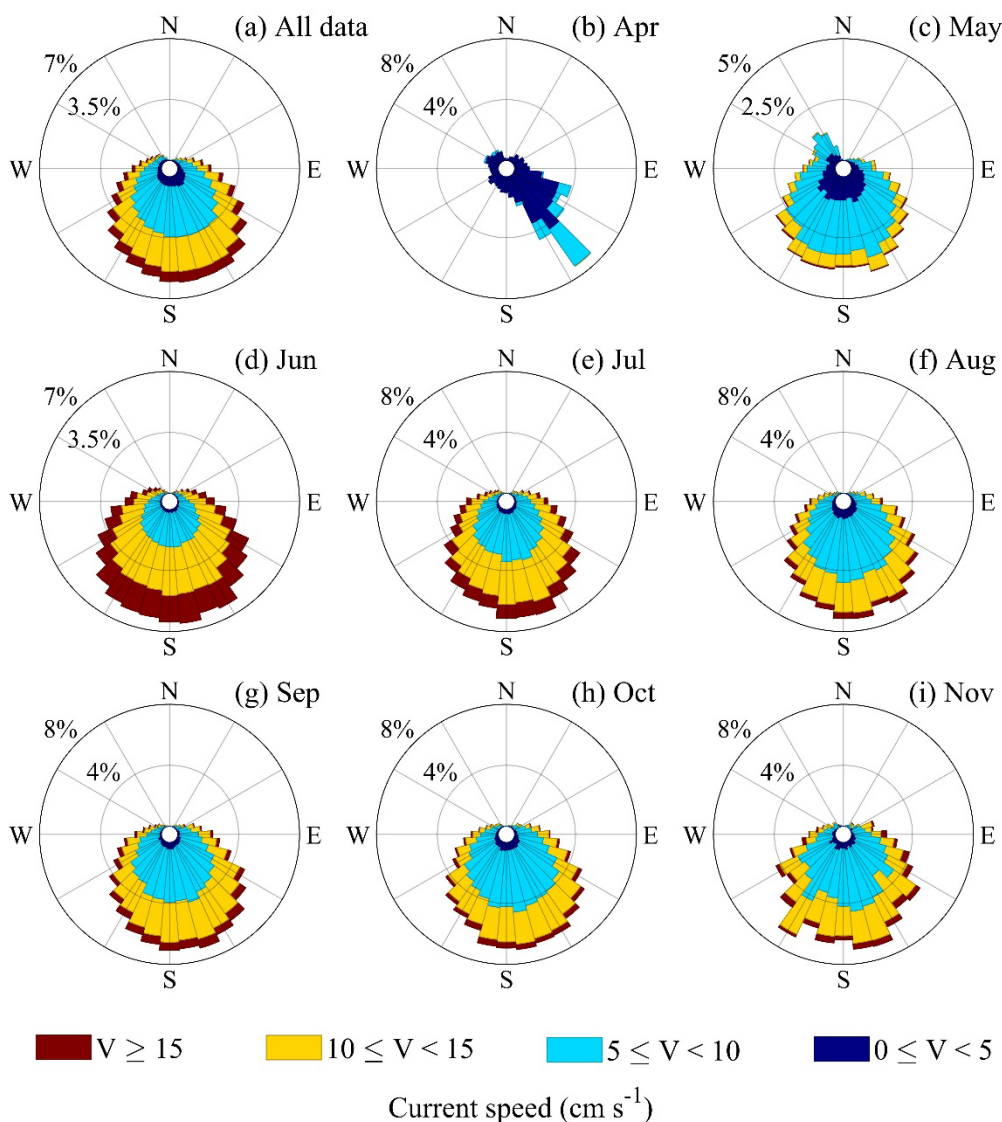 N (a) All data
7%
3.5%
W E
S
N (b) Apr
8%
4%
W E
S
N (c) May
5%
2.5%
W E
S
N (d) Jun
7%
3.5%
W E
S
N (e) Jul
8%
4%
W E
S
N (f) Aug
8%
4%
W E
S
N (g) Sep
8%
4%
W E
S
N (h) Oct
8%
4%
W E
S
N (i) Nov
8%
4%
W E
S
V ≥ 15 10 ≤ V < 15 5 ≤ V < 10 0 ≤ V < 5
Current speed (cm s⁻¹)